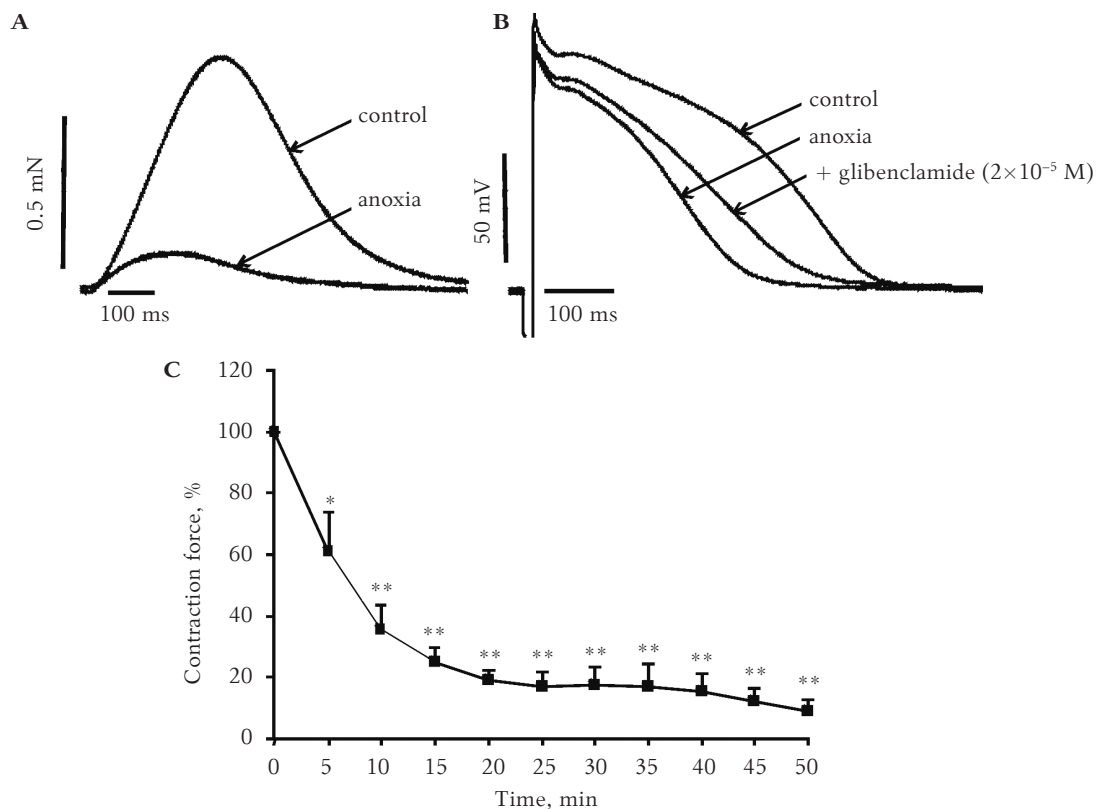 A
control
anoxia
0.5 mN
100 ms
B
control
anoxia
+ glibenclamide (2×10⁻⁵ M)
50 mV
100 ms
C
120
100
80
60
40
20
0
Contraction force, %
*
**
**
**
**
**
**
**
**
**
0 5 10 15 20 25 30 35 40 45 50
Time, min